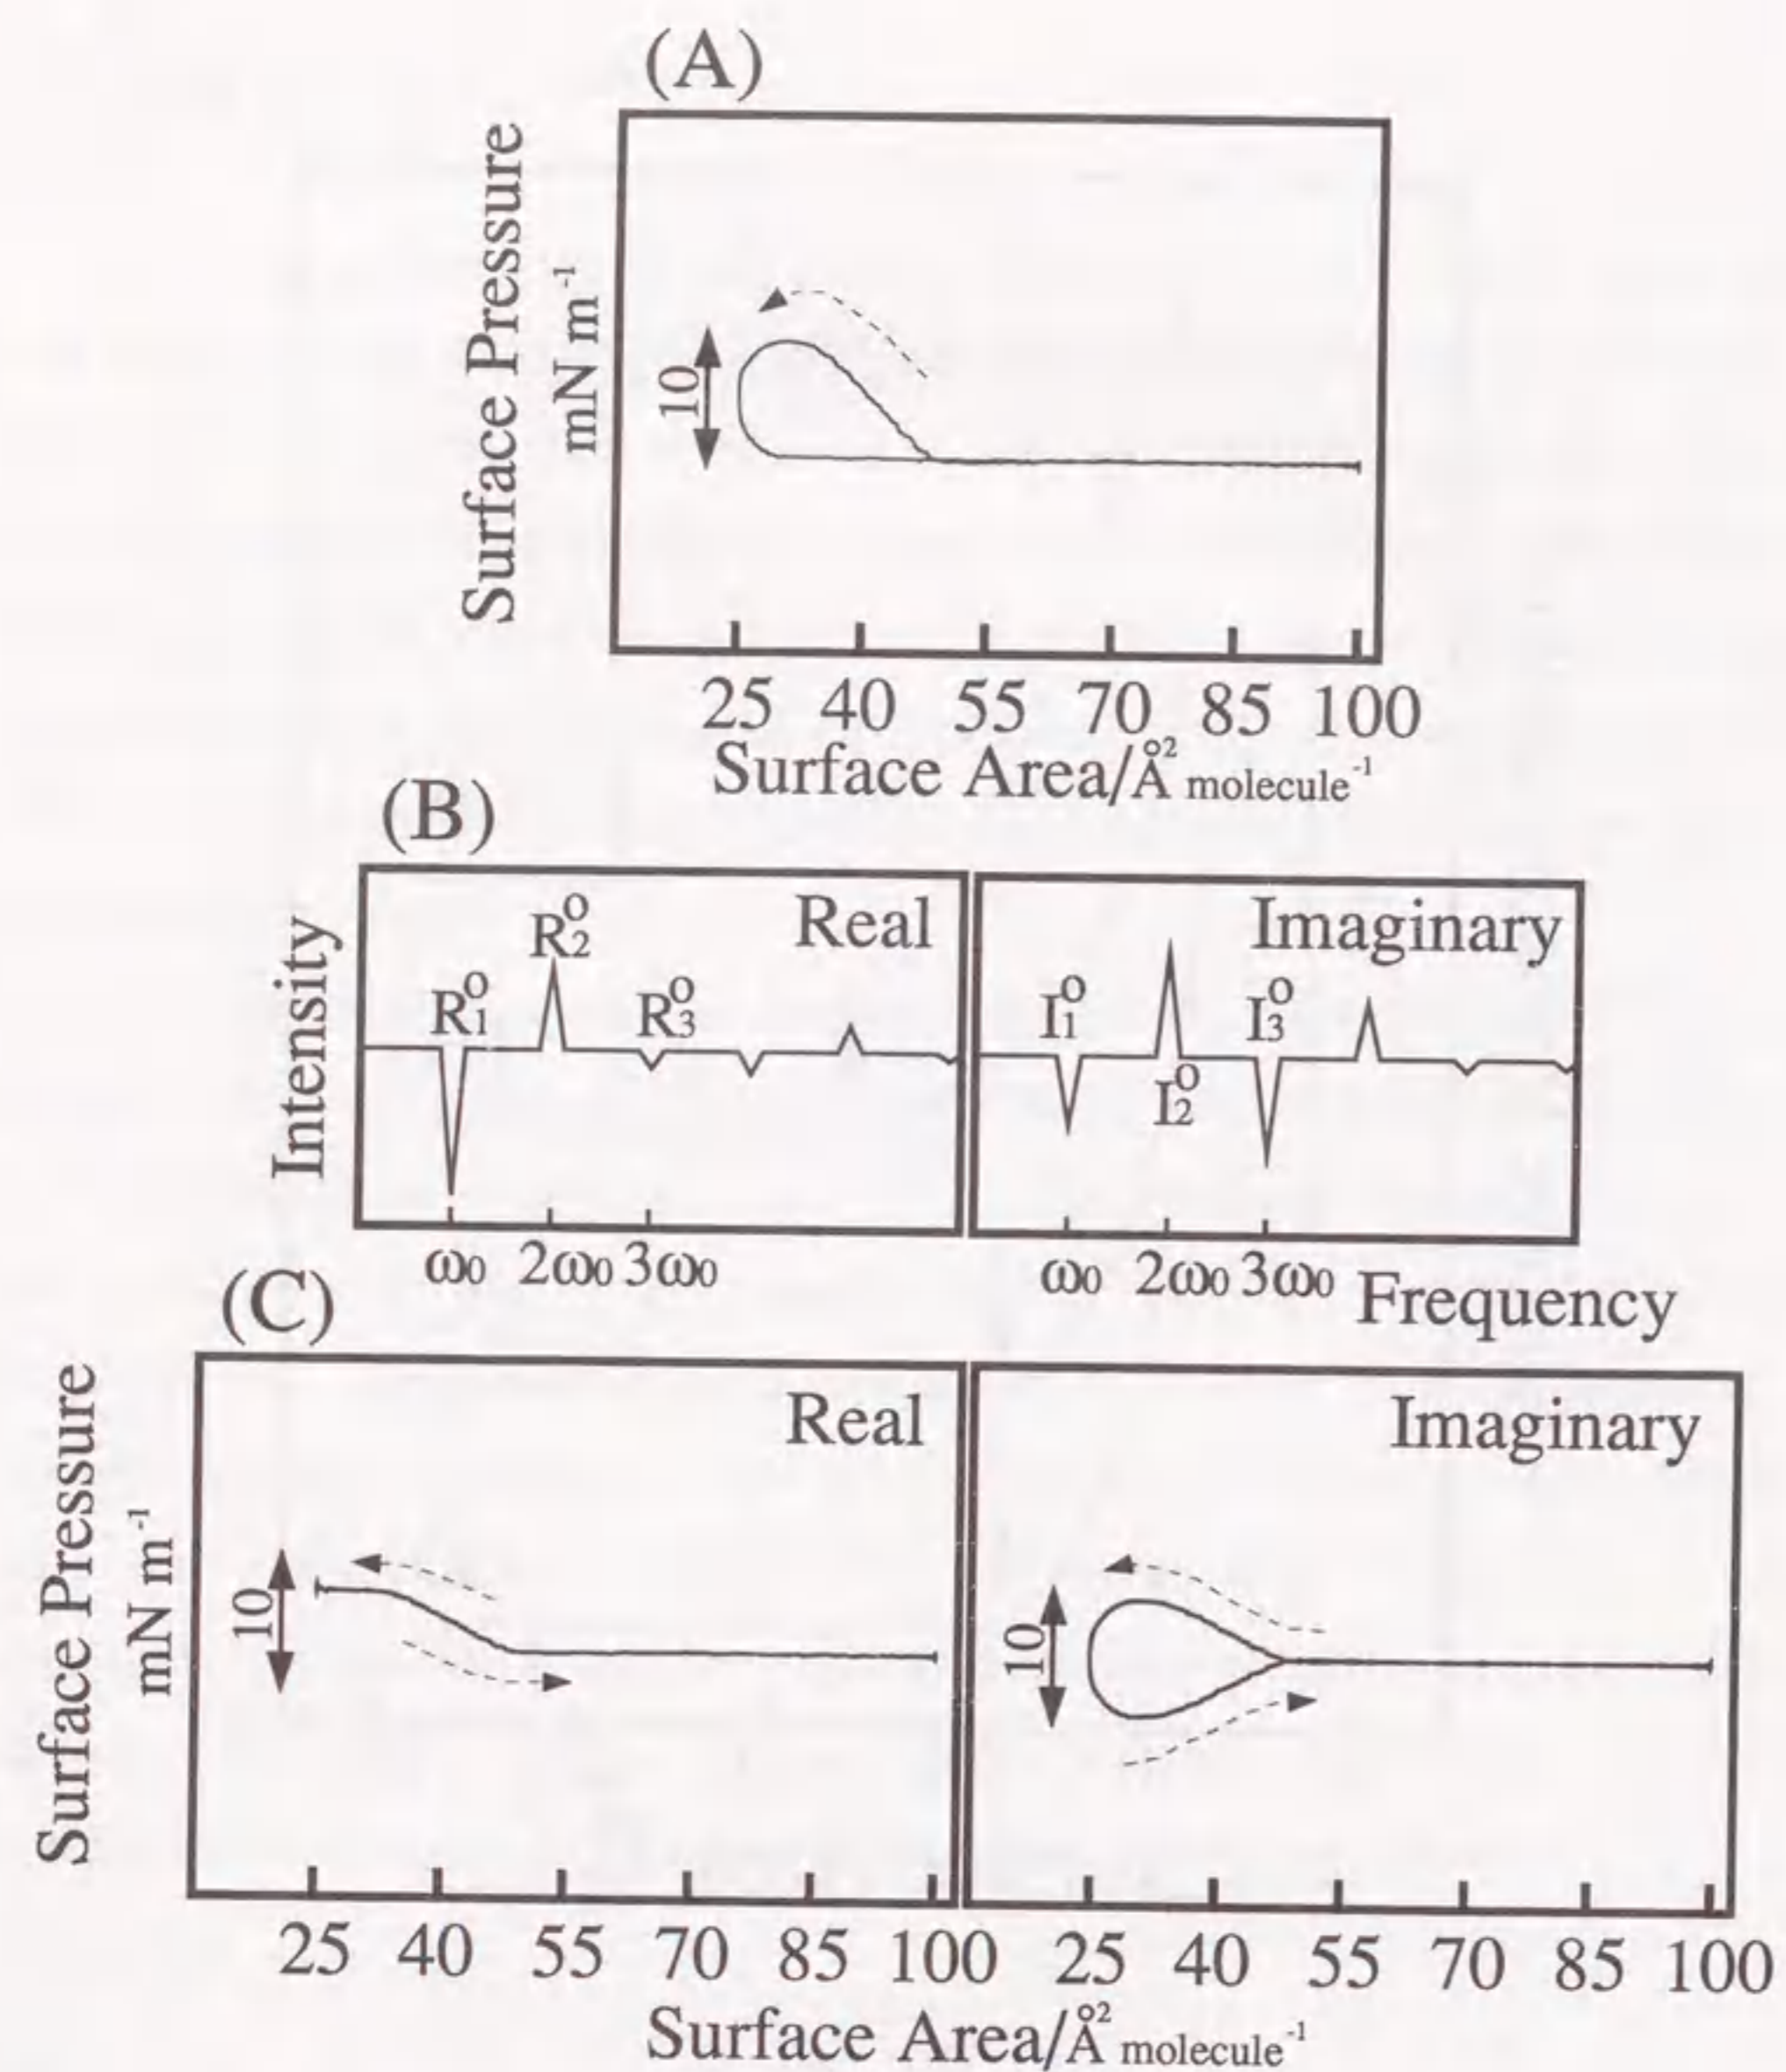 (A)
Surface Pressure
mN m⁻¹
10
25 40 55 70 85 100
Surface Area/Å² molecule⁻¹
(B)
Intensity
Real
R₁⁰
R₂⁰
R₃⁰
ω₀ 2ω₀ 3ω₀
Imaginary
I₁⁰
I₂⁰
I₃⁰
ω₀ 2ω₀ 3ω₀
Frequency
(C)
Surface Pressure
mN m⁻¹
Real
10
25 40 55 70 85 100
Imaginary
10
25 40 55 70 85 100
Surface Area/Å² molecule⁻¹